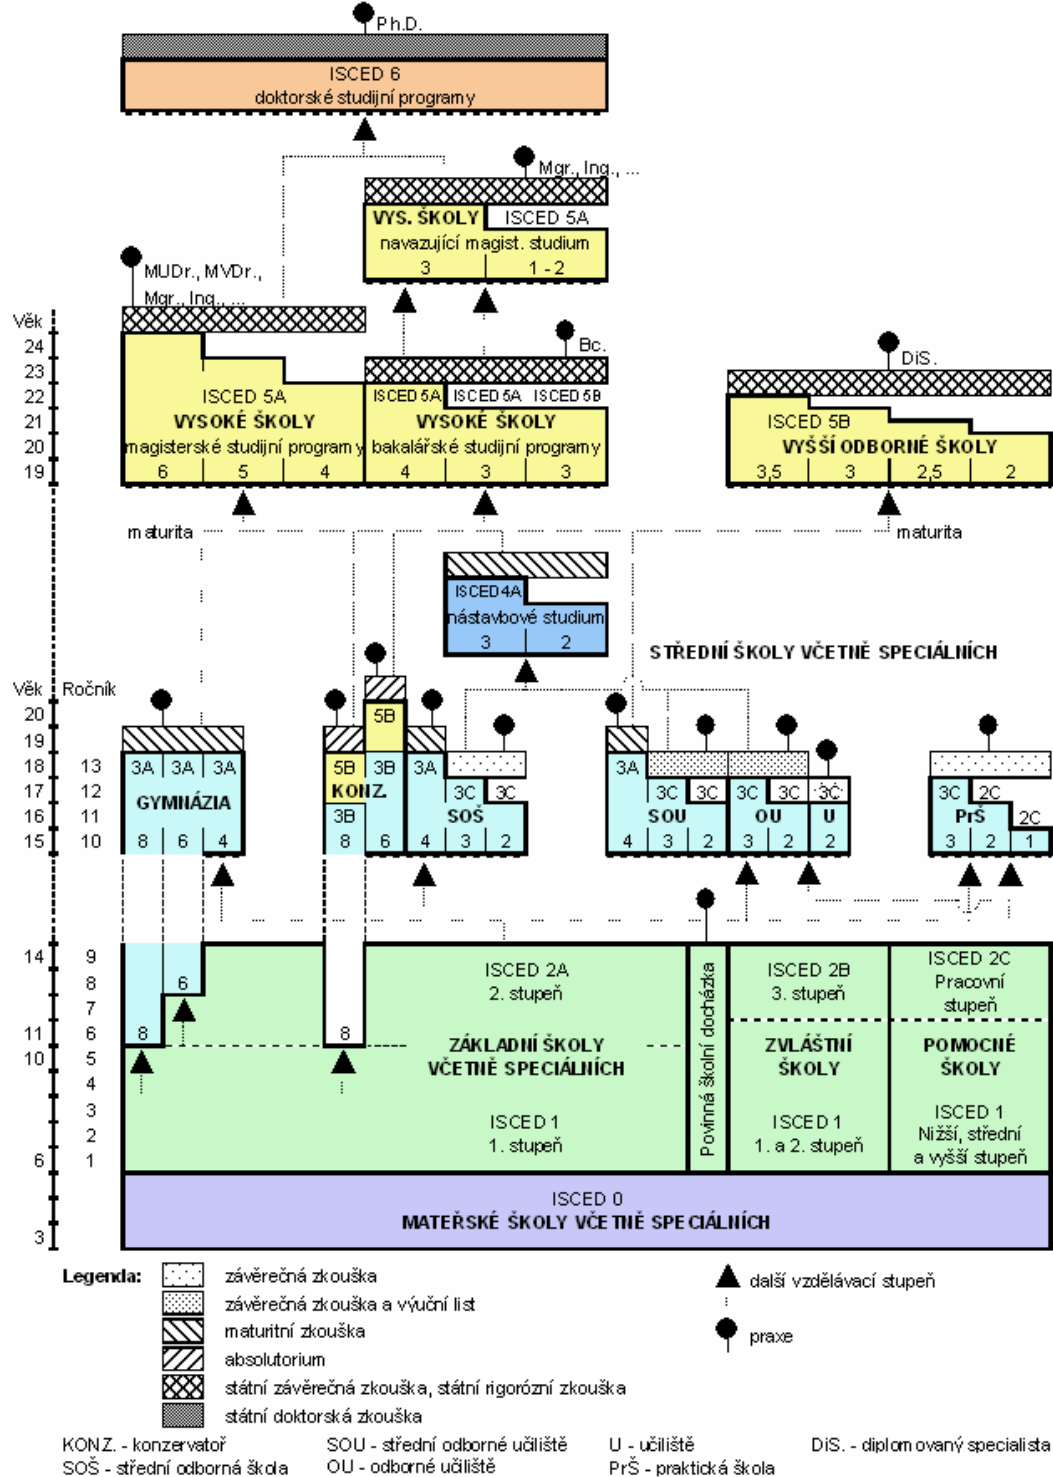 Ph.D.
ISCED 6
doktorské studijní programy
Mgr., Ing., ...
VYS. ŠKOLY ISCED 5A
navazující magist. studium
3 1 - 2
MUDr., MVDr.,
Mgr., Ing., ...
Věk
24
23
22
21
20
19
Bc.
DiS.
ISCED 5A
VYSOKÉ ŠKOLY
magisterské studijní programy
6 5 4
ISCED 5A ISCED 5A ISCED 5B
VYSOKÉ ŠKOLY
bakalářské studijní programy
4 3 3
ISCED 5B
VYŠŠÍ ODBORNÉ ŠKOLY
3,5 3 2,5 2
maturita
maturita
ISCED 4A
nástavbové studium
3 2
STŘEDNÍ ŠKOLY VČETNĚ SPECIÁLNÍCH
Věk Ročník
20
19
18 13
17 12
16 11
15 10
3A 3A 3A
GYMNÁZIA
8 6 4
5B
5B 3B
KONZ.
3B
8 6
3A
3C 3C
SOŠ
4 3 2
3A
3C 3C
SOU
4 3 2
3C 3C
OU
3 2
3C
U
2
3C 2C
PrŠ 2C
3 2 1
14 9
8
7
11 6
10 5
4
3
2
6 1
3
6
8
8
ISCED 2A
2. stupeň
ZÁKLADNÍ ŠKOLY
VČETNĚ SPECIÁLNÍCH
ISCED 1
1. stupeň
Povinná školní docházka
ISCED 2B
3. stupeň
ZVLÁŠTNÍ
ŠKOLY
ISCED 1
1. a 2. stupeň
ISCED 2C
Pracovní
stupeň
POMOCNÉ
ŠKOLY
ISCED 1
Nižší, střední
a vyšší stupeň
ISCED 0
MATEŘSKÉ ŠKOLY VČETNĚ SPECIÁLNÍCH
Legenda:
závěrečná zkouška
závěrečná zkouška a výuční list
maturitní zkouška
absolutorium
státní závěrečná zkouška, státní rigorózní zkouška
státní doktorská zkouška
další vzdělávací stupeň
praxe
KONZ. - konzervatoř SOU - střední odborné učiliště U - učiliště DiS. - diplomovaný specialista
SOŠ - střední odborná škola OU - odborné učiliště PrŠ - praktická škola